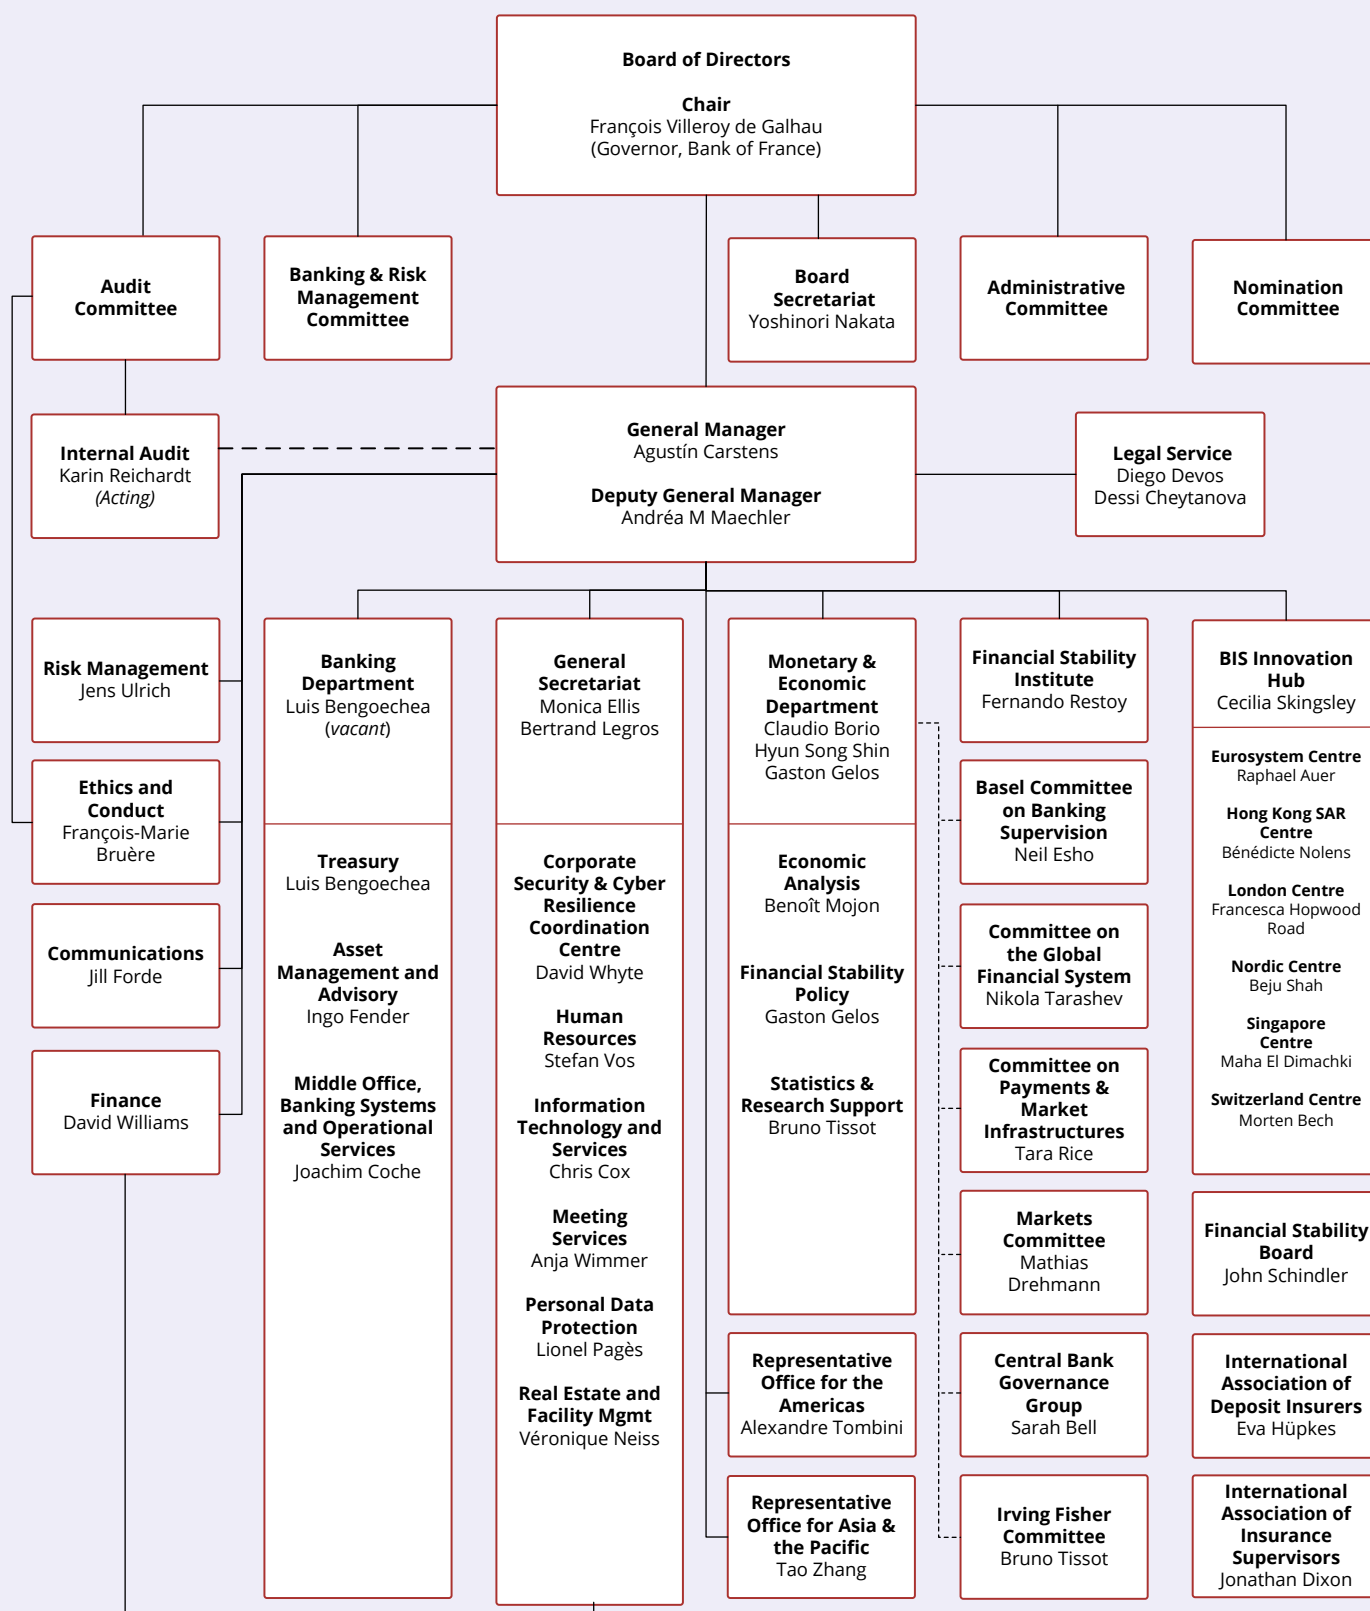 Board of Directors
Chair
François Villeroy de Galhau
(Governor, Bank of France)
Audit
Committee
Banking & Risk
Management
Committee
Board
Secretariat
Yoshinori Nakata
Administrative
Committee
Nomination
Committee
Internal Audit
Karin Reichardt
(Acting)
General Manager
Agustín Carstens
Deputy General Manager
Andréa M Maechler
Legal Service
Diego Devos
Dessi Cheytanova
Risk Management
Jens Ulrich
Ethics and
Conduct
François-Marie
Bruère
Communications
Jill Forde
Finance
David Williams
Banking
Department
Luis Bengoechea
(vacant)
Treasury
Luis Bengoechea
Asset
Management and
Advisory
Ingo Fender
Middle Office,
Banking Systems
and Operational
Services
Joachim Coche
General
Secretariat
Monica Ellis
Bertrand Legros
Corporate
Security & Cyber
Resilience
Coordination
Centre
David Whyte
Human
Resources
Stefan Vos
Information
Technology and
Services
Chris Cox
Meeting
Services
Anja Wimmer
Personal Data
Protection
Lionel Pagès
Real Estate and
Facility Mgmt
Véronique Neiss
Monetary &
Economic
Department
Claudio Borio
Hyun Song Shin
Gaston Gelos
Economic
Analysis
Benoît Mojon
Financial Stability
Policy
Gaston Gelos
Statistics &
Research Support
Bruno Tissot
Representative
Office for the
Americas
Alexandre Tombini
Representative
Office for Asia &
the Pacific
Tao Zhang
Financial Stability
Institute
Fernando Restoy
Basel Committee
on Banking
Supervision
Neil Esho
Committee on
the Global
Financial System
Nikola Tarashev
Committee on
Payments &
Market
Infrastructures
Tara Rice
Markets
Committee
Mathias
Drehmann
Central Bank
Governance
Group
Sarah Bell
Irving Fisher
Committee
Bruno Tissot
BIS Innovation
Hub
Cecilia Skingsley
Eurosystem Centre
Raphael Auer
Hong Kong SAR
Centre
Bénédicte Nolens
London Centre
Francesca Hopwood
Road
Nordic Centre
Beju Shah
Singapore
Centre
Maha El Dimachki
Switzerland Centre
Morten Bech
Financial Stability
Board
John Schindler
International
Association of
Deposit Insurers
Eva Hüpkes
International
Association of
Insurance
Supervisors
Jonathan Dixon